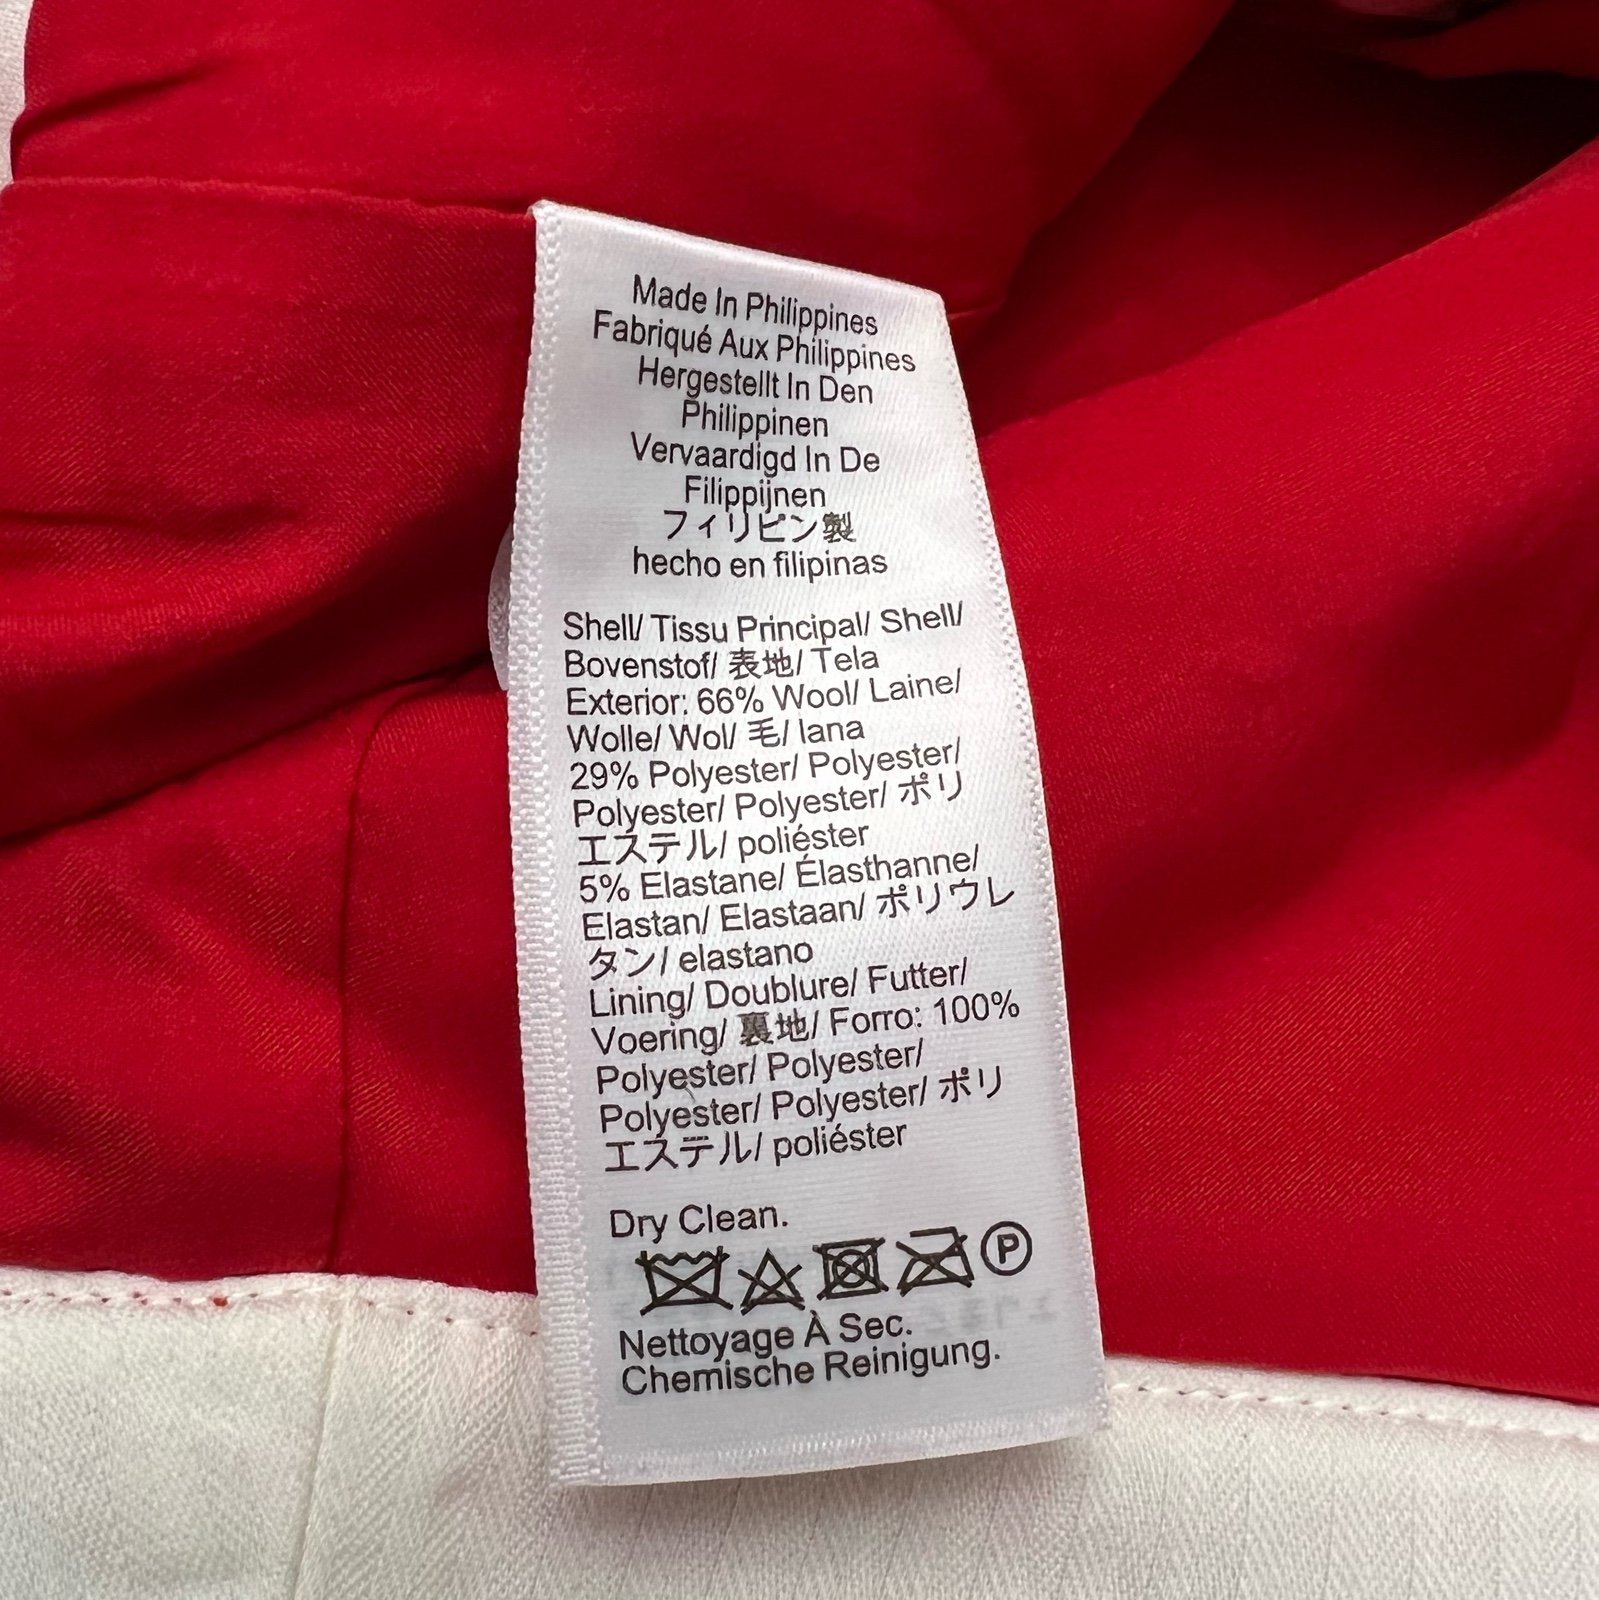 Made In Philippines
Fabriqué Aux Philippines
Hergestellt In Den
Philippinen
Vervaardigd In De
Filippijnen
フィリピン製
hecho en filipinas
Shell/ Tissu Principal/ Shell/
Bovenstof/ 表地/ Tela
Exterior: 66% Wool/ Laine/
Wolle/ Wol/ 毛/ lana
29% Polyester/ Polyester/
Polyester/ Polyester/ ポリ
エステル/ poliéster
5% Elastane/ Élasthanne/
Elastan/ Elastaan/ ポリウレ
タン/ elastano
Lining/ Doublure/ Futter/
Voering/ 裏地/ Forro: 100%
Polyester/ Polyester/
Polyester/ Polyester/ ポリ
エステル/ poliéster
Dry Clean.
P
Nettoyage À Sec.
Chemische Reinigung.